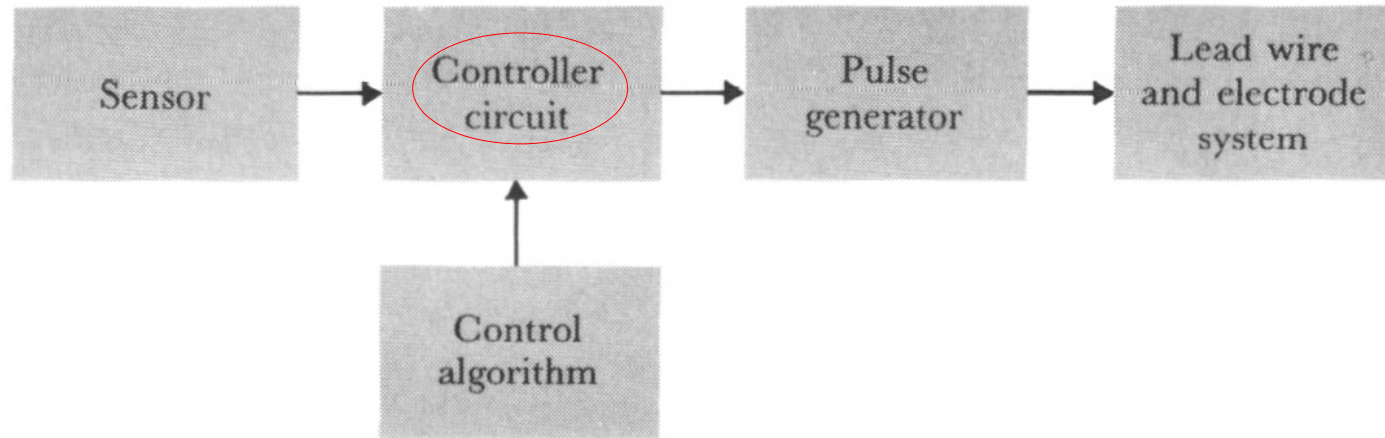 Sensor
Controller
circuit
Pulse
generator
Lead wire
and electrode
system
Control
algorithm